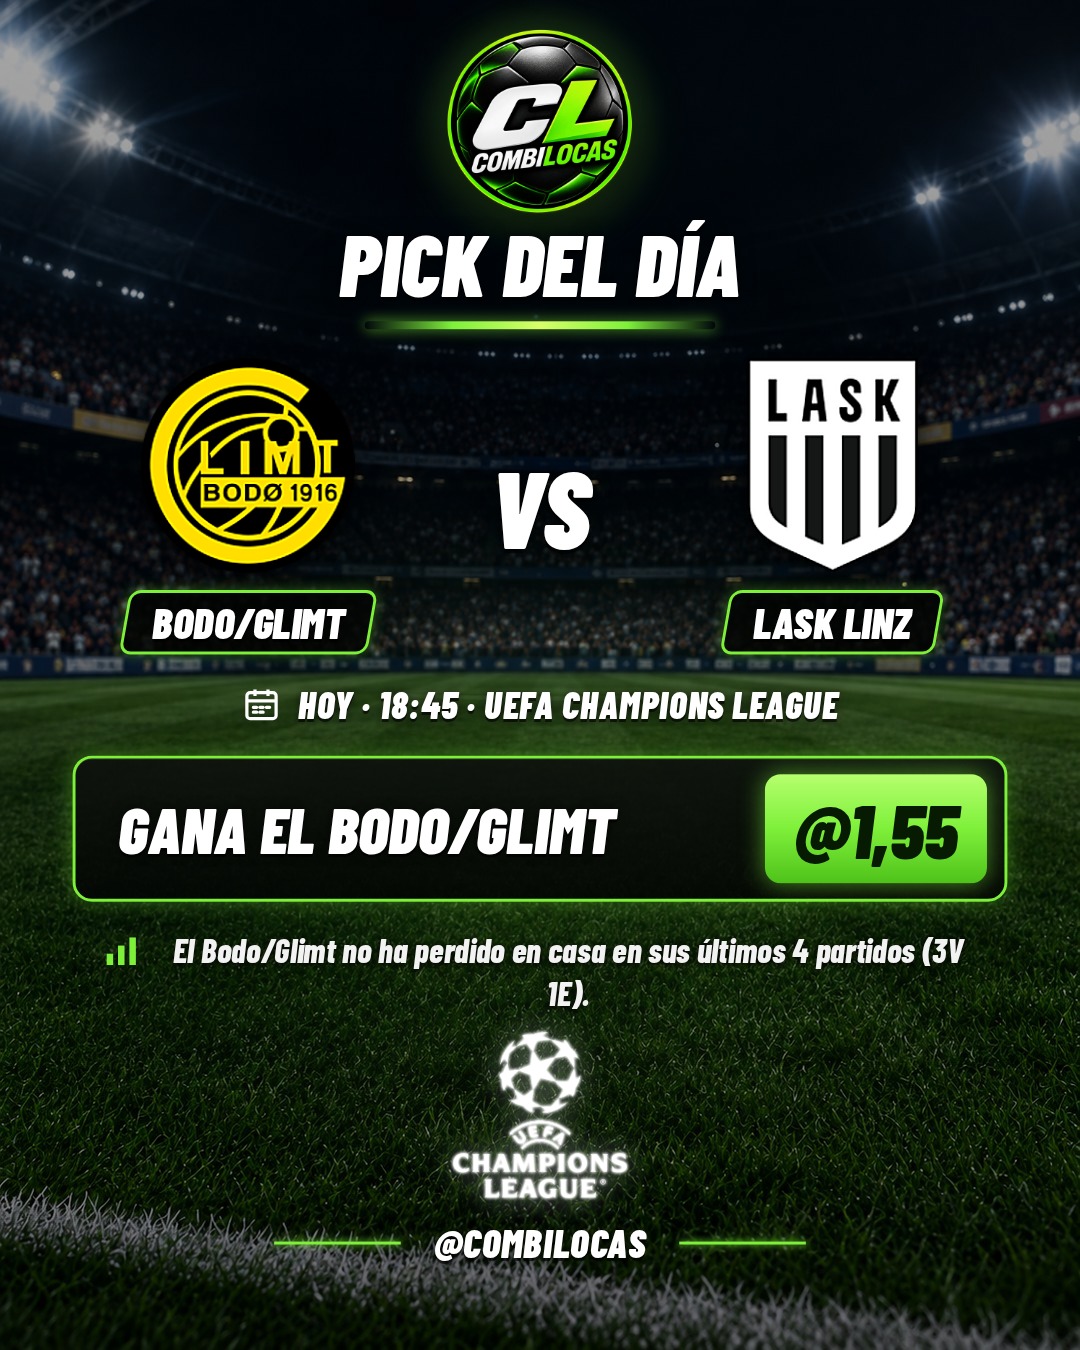 CL
COMBILOCAS
PICK DEL DÍA
LIMT
BODØ 1916
LASK
VS
BODO/GLIMT
LASK LINZ
HOY · 18:45 · UEFA CHAMPIONS LEAGUE
GANA EL BODO/GLIMT
@1,55
El Bodo/Glimt no ha perdido en casa en sus últimos 4 partidos (3V
1E).
UEFA
CHAMPIONS
LEAGUE®
@COMBILOCAS